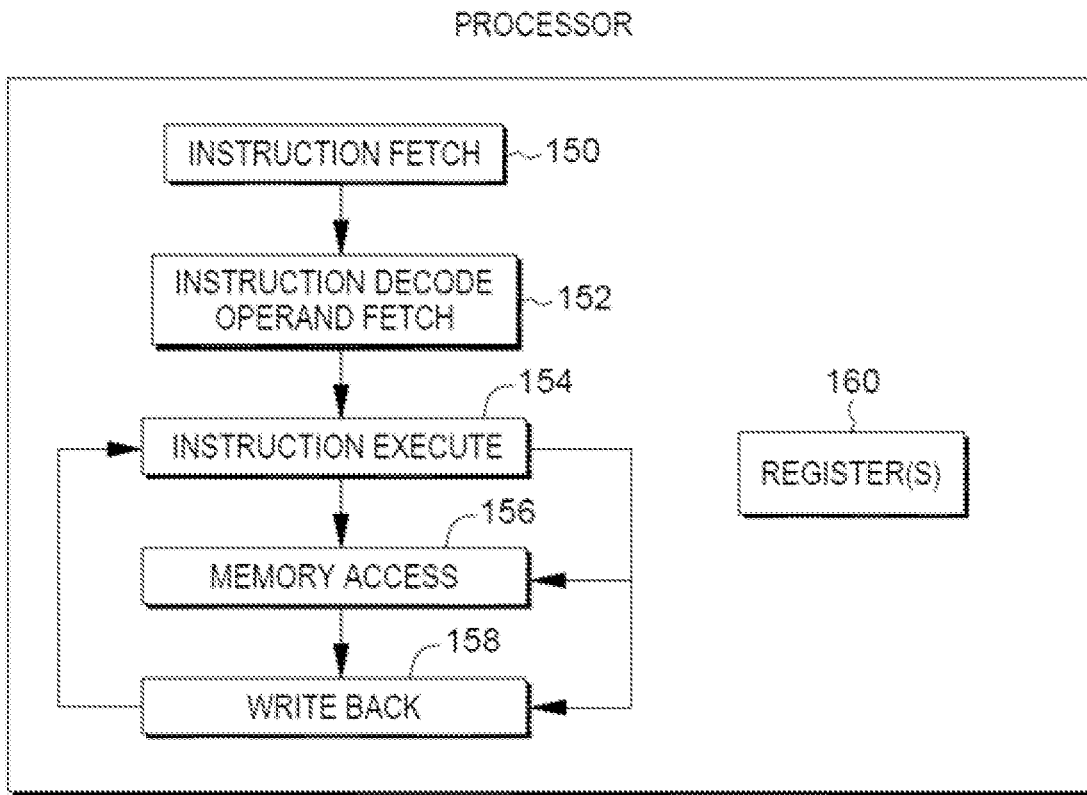 PROCESSOR
INSTRUCTION FETCH
150
INSTRUCTION DECODE
OPERAND FETCH
152
154
INSTRUCTION EXECUTE
160
REGISTER(S)
156
MEMORY ACCESS
158
WRITE BACK